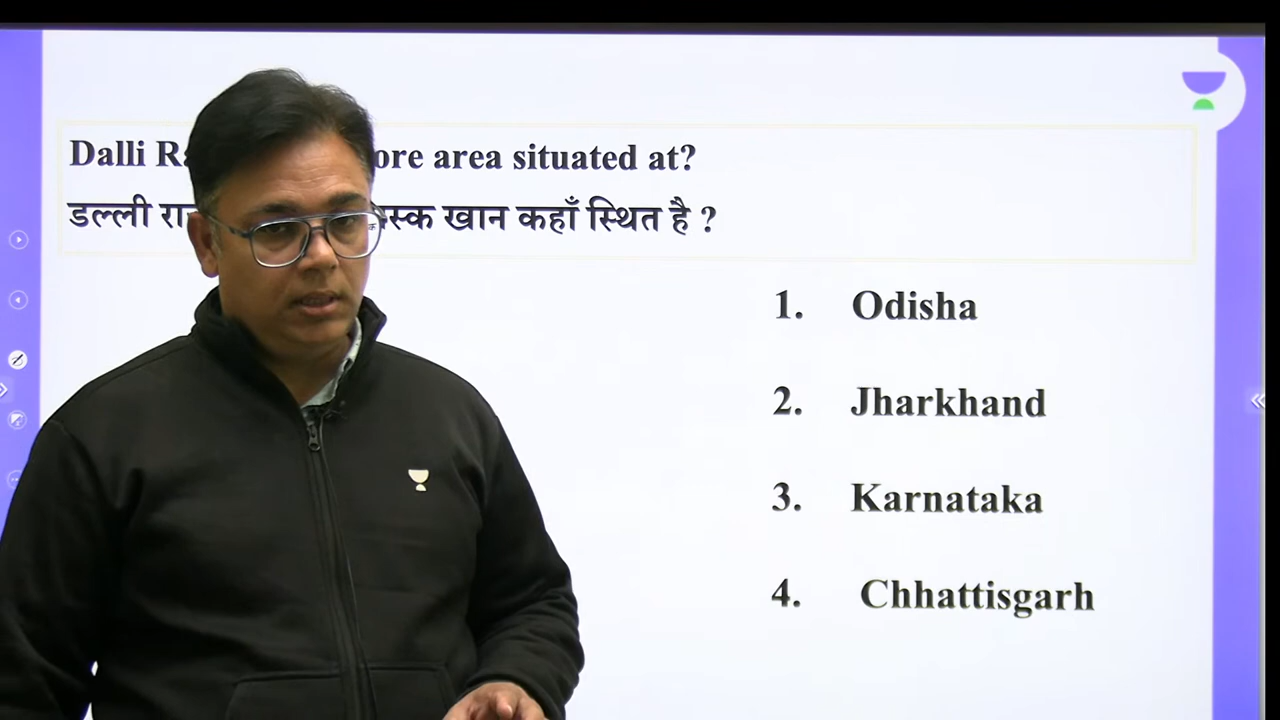 Dalli ore area situated at?
डल्ली खान कहाँ स्थित है ?
1. Odisha
2. Jharkhand
3. Karnataka
4. Chhattisgarh